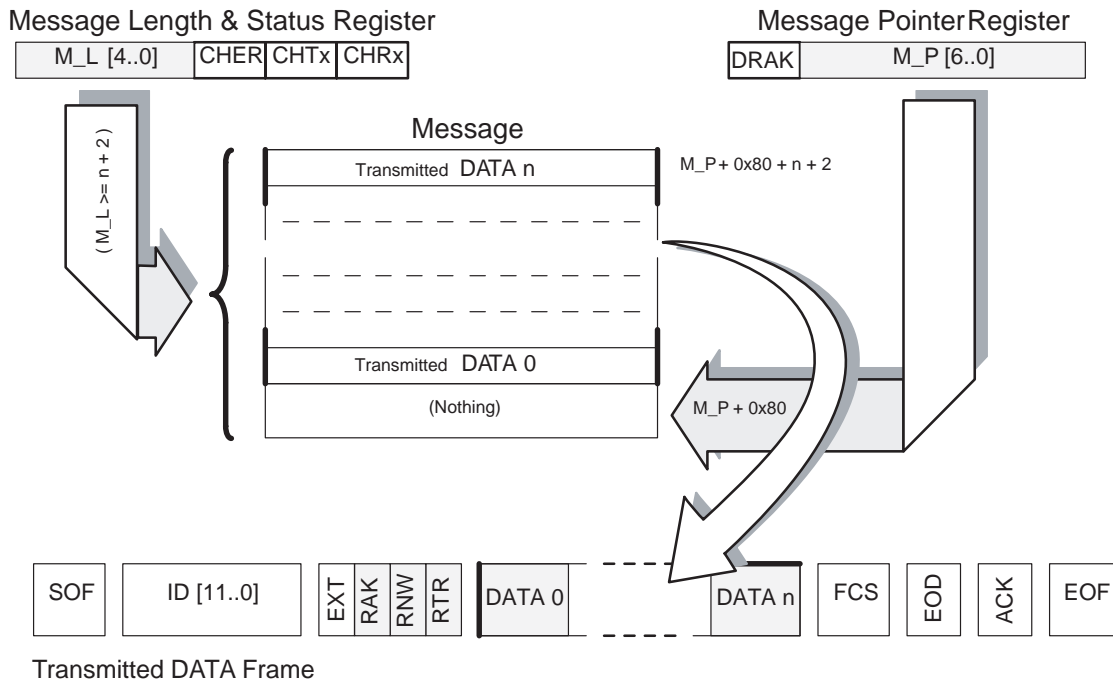 Message Length & Status Register
Message Pointer Register
M_L [4..0]
CHER
CHTx
CHRx
DRAK
M_P [6..0]
( M_L >= n + 2 )
Message
Transmitted DATA n
M_P + 0x80 + n + 2
Transmitted DATA 0
(Nothing)
M_P + 0x80
SOF
ID [11..0]
EXT
RAK
RNW
RTR
DATA 0
DATA n
FCS
EOD
ACK
EOF
Transmitted DATA Frame